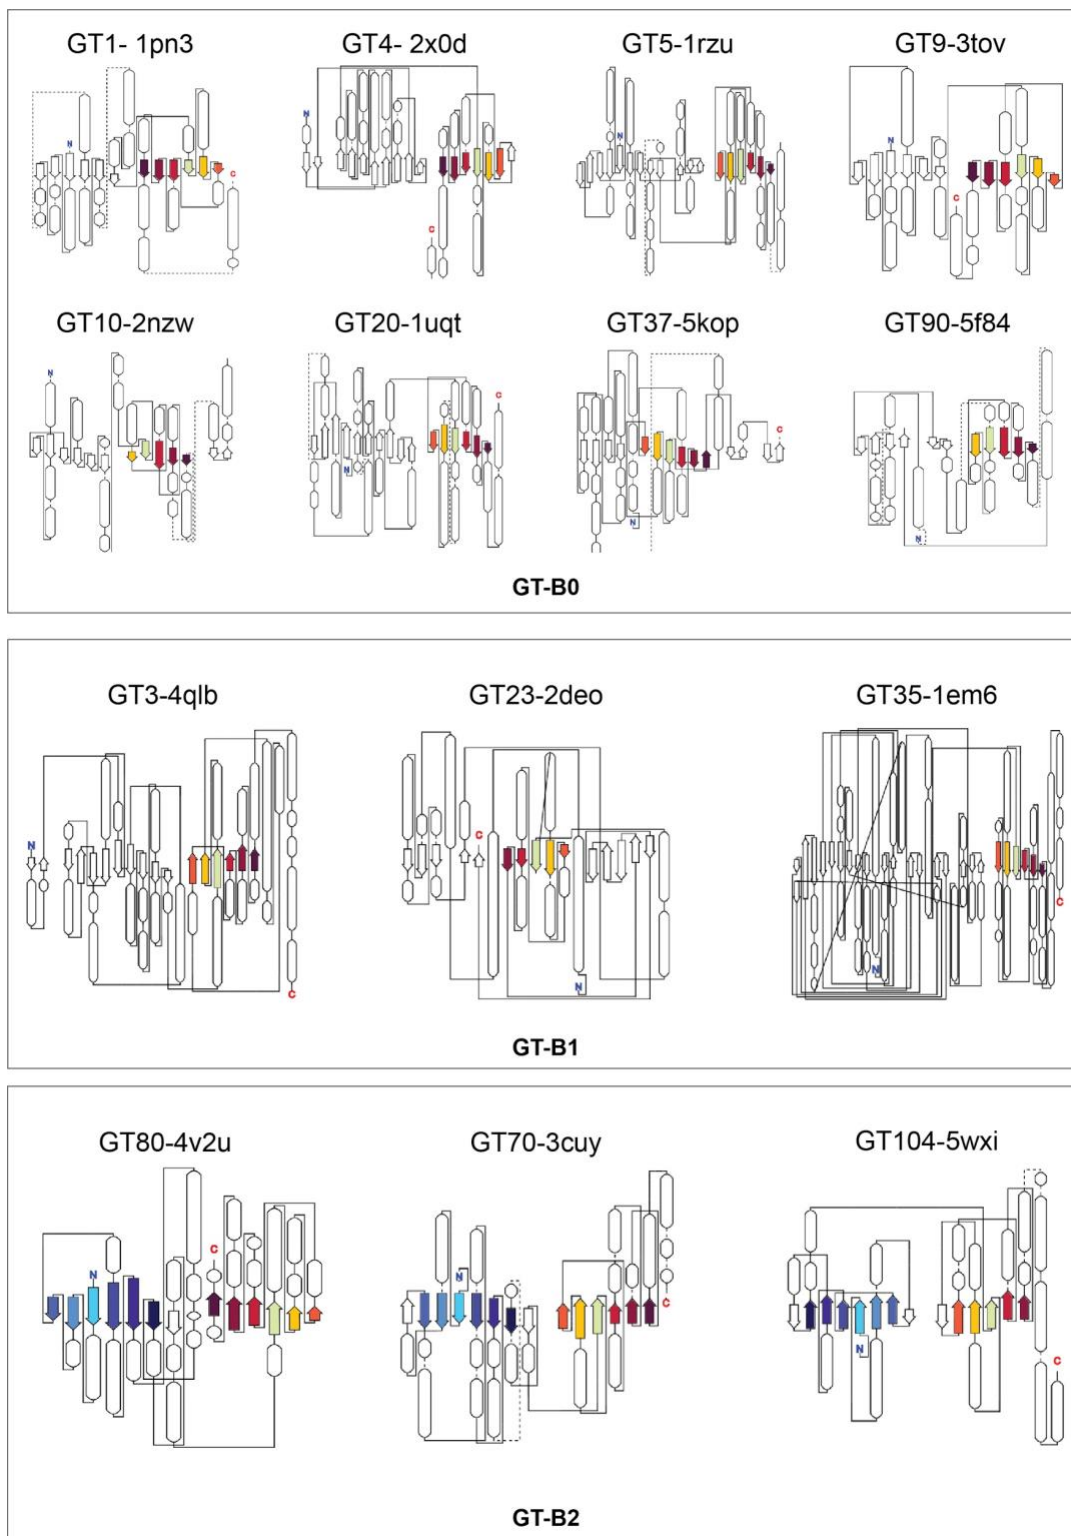 GT1- 1pn3
GT4- 2x0d
GT5-1rzu
GT9-3tov
N
C
N
C
N
N
C
GT10-2nzw
GT20-1uqt
GT37-5kop
GT90-5f84
N
N
C
N
C
N
GT-B0
GT3-4qlb
GT23-2deo
GT35-1em6
N
C
C
N
N
C
GT-B1
GT80-4v2u
GT70-3cuy
GT104-5wxi
N
C
N
C
N
C
GT-B2